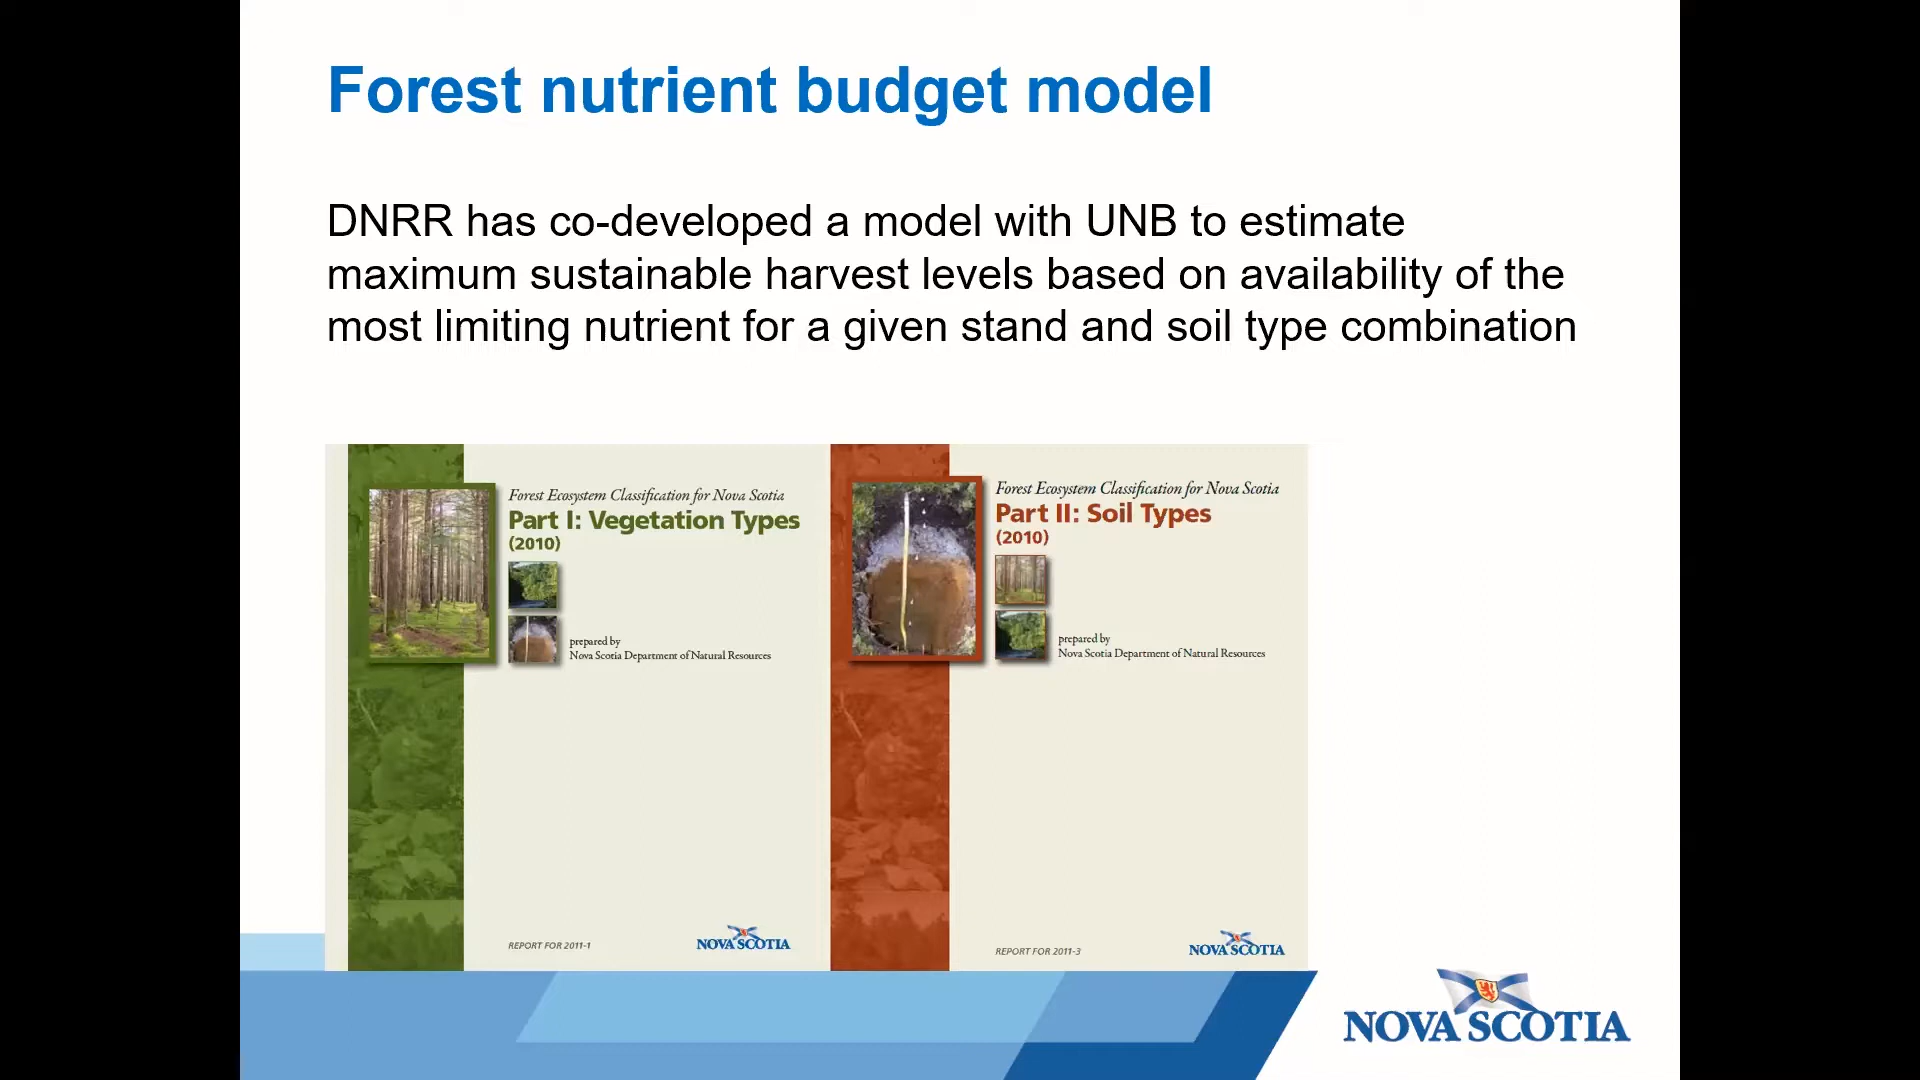 Forest nutrient budget model
DNRR has co-developed a model with UNB to estimate
maximum sustainable harvest levels based on availability of the
most limiting nutrient for a given stand and soil type combination
Forest Ecosystem Classification for Nova Scotia
Part I: Vegetation Types
(2010)
prepared by
Nova Scotia Department of Natural Resources
REPORT FOR 2011-1
NOVA SCOTIA
Forest Ecosystem Classification for Nova Scotia
Part II: Soil Types
(2010)
prepared by
Nova Scotia Department of Natural Resources
REPORT FOR 2011-3
NOVA SCOTIA
NOVA SCOTIA